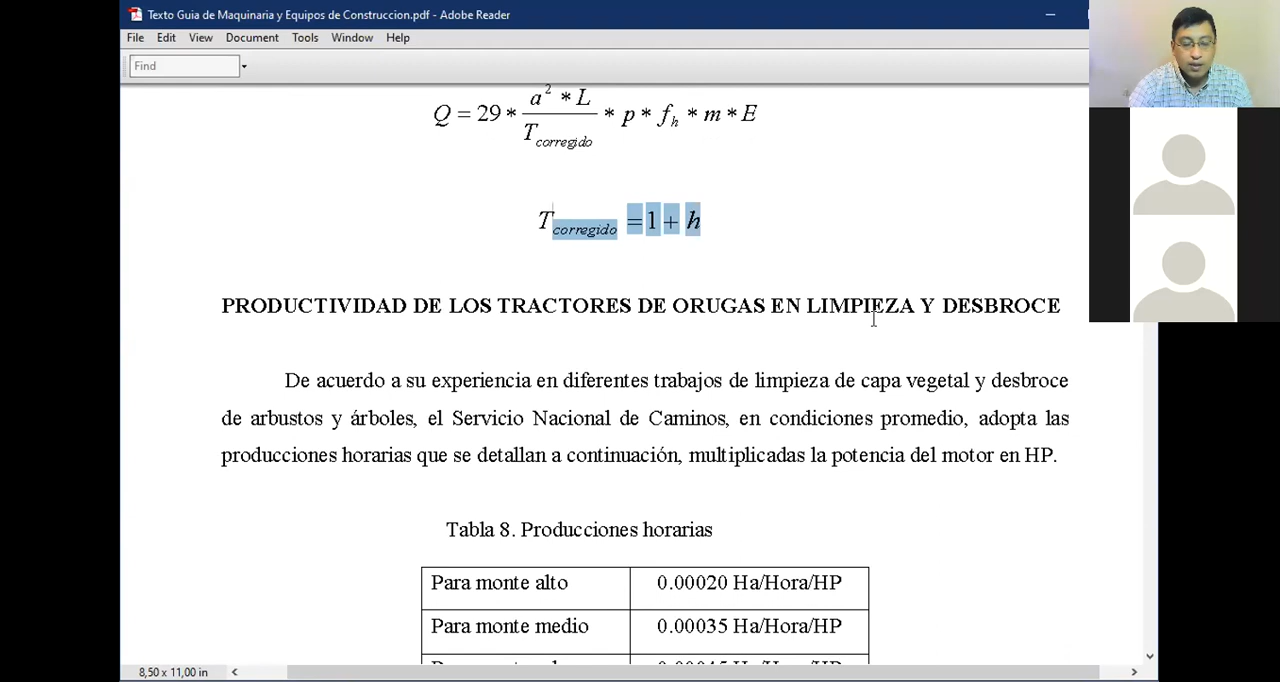 Texto Guia de Maquinaria y Equipos de Construccion.pdf - Adobe Reader
File Edit View Document Tools Window Help
Find
Q = 29 * a² * L / T_corregido * p * f_h * m * E
T_corregido = 1 + h
PRODUCTIVIDAD DE LOS TRACTORES DE ORUGAS EN LIMPIEZA Y DESBROCE
De acuerdo a su experiencia en diferentes trabajos de limpieza de capa vegetal y desbroce
de arbustos y árboles, el Servicio Nacional de Caminos, en condiciones promedio, adopta las
producciones horarias que se detallan a continuación, multiplicadas la potencia del motor en HP.
Tabla 8. Producciones horarias
Para monte alto 0.00020 Ha/Hora/HP
Para monte medio 0.00035 Ha/Hora/HP
8,50 x 11,00 in